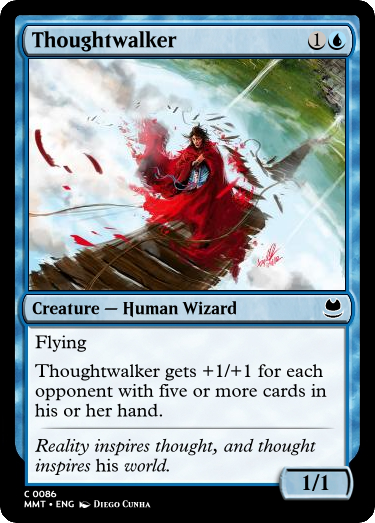 Thoughtwalker 1
Creature — Human Wizard
Flying
Thoughtwalker gets +1/+1 for each
opponent with five or more cards in
his or her hand.
Reality inspires thought, and thought
inspires his world.
1/1
C 0086
MMT • ENG Diego Cunha